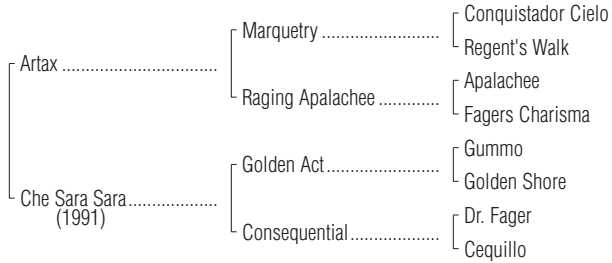 Conquistador Cielo
Marquetry
Regent's Walk
Artax
Apalachee
Raging Apalachee
Fagers Charisma
Gummo
Golden Act
Golden Shore
Che Sara Sara
(1991)
Dr. Fager
Consequential
Cequillo